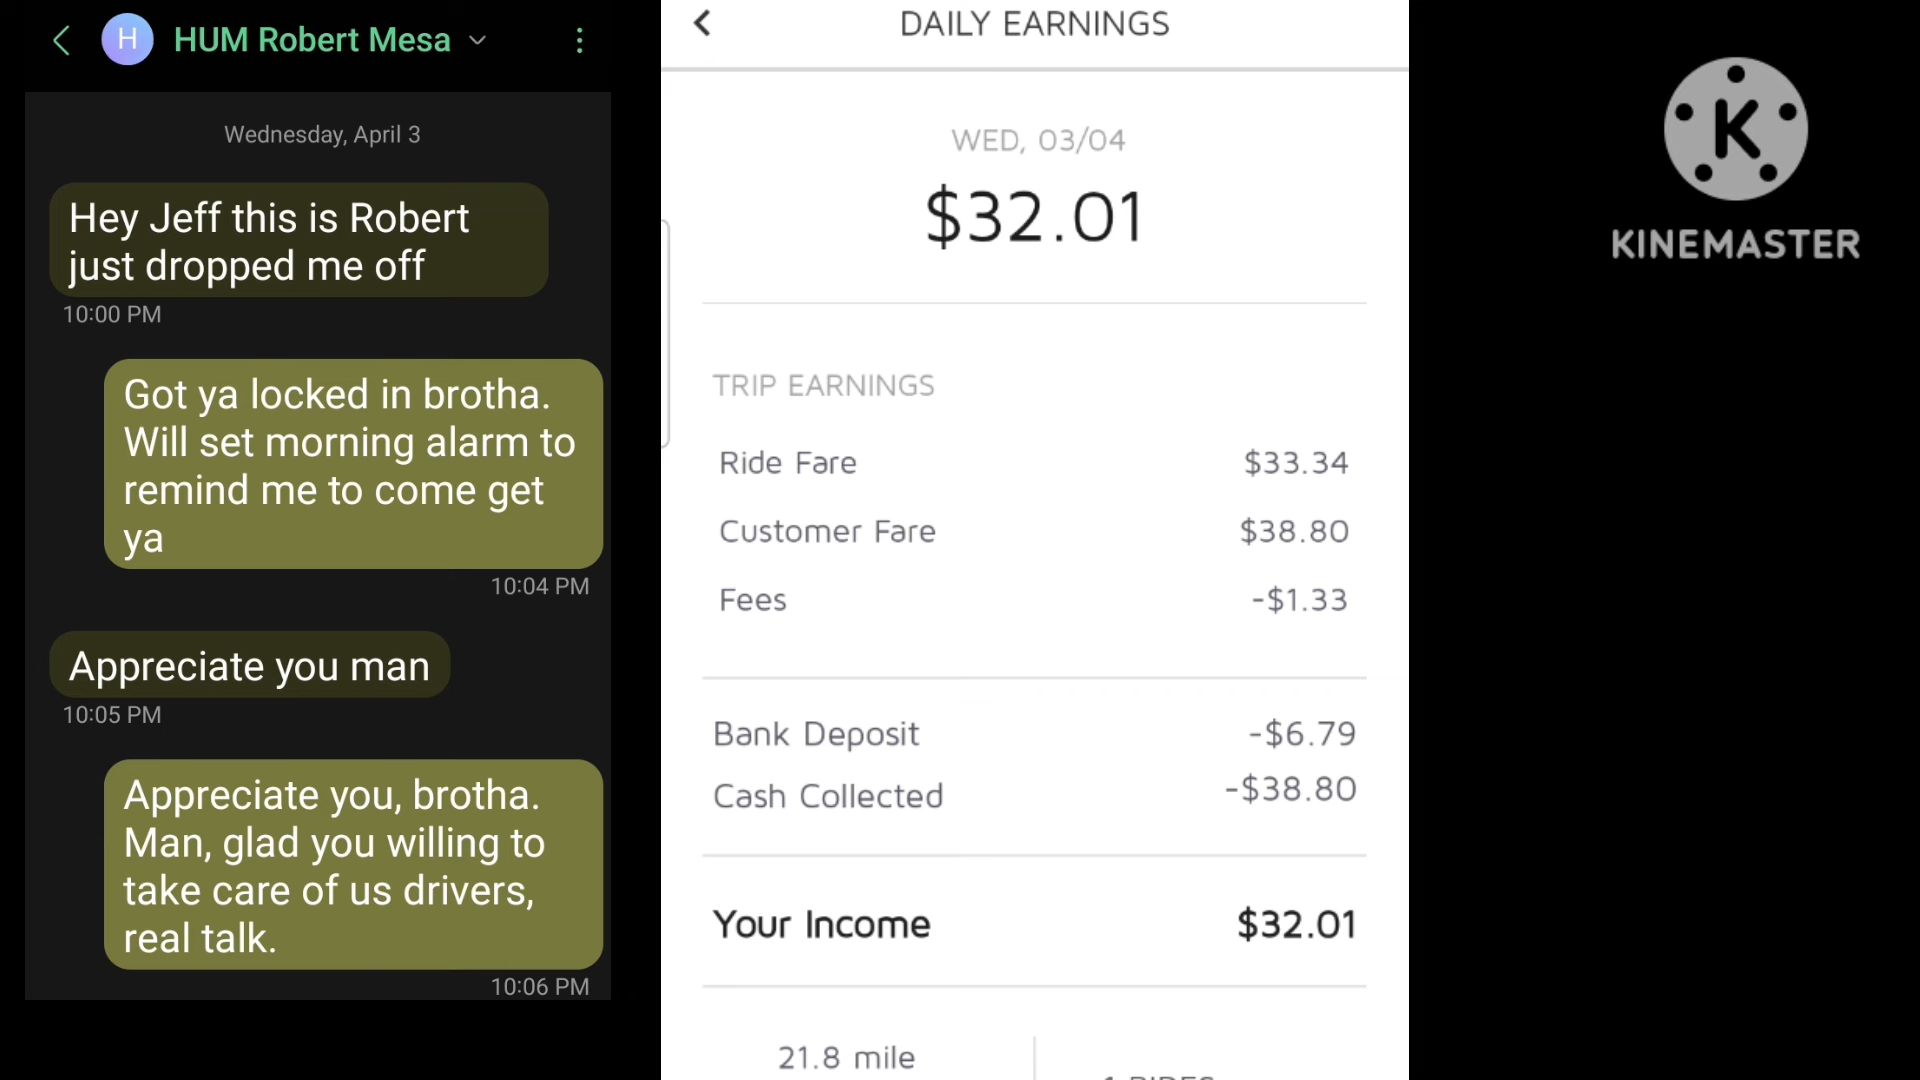 H
HUM Robert Mesa
Wednesday, April 3
Hey Jeff this is Robert
just dropped me off
10:00 PM
Got ya locked in brotha.
Will set morning alarm to
remind me to come get
ya
10:04 PM
Appreciate you man
10:05 PM
Appreciate you, brotha.
Man, glad you willing to
take care of us drivers,
real talk.
10:06 PM
DAILY EARNINGS
WED, 03/04
$32.01
TRIP EARNINGS
Ride Fare $33.34
Customer Fare $38.80
Fees -$1.33
Bank Deposit -$6.79
Cash Collected -$38.80
Your Income $32.01
21.8 mile
1 RIDES
K
KINEMASTER